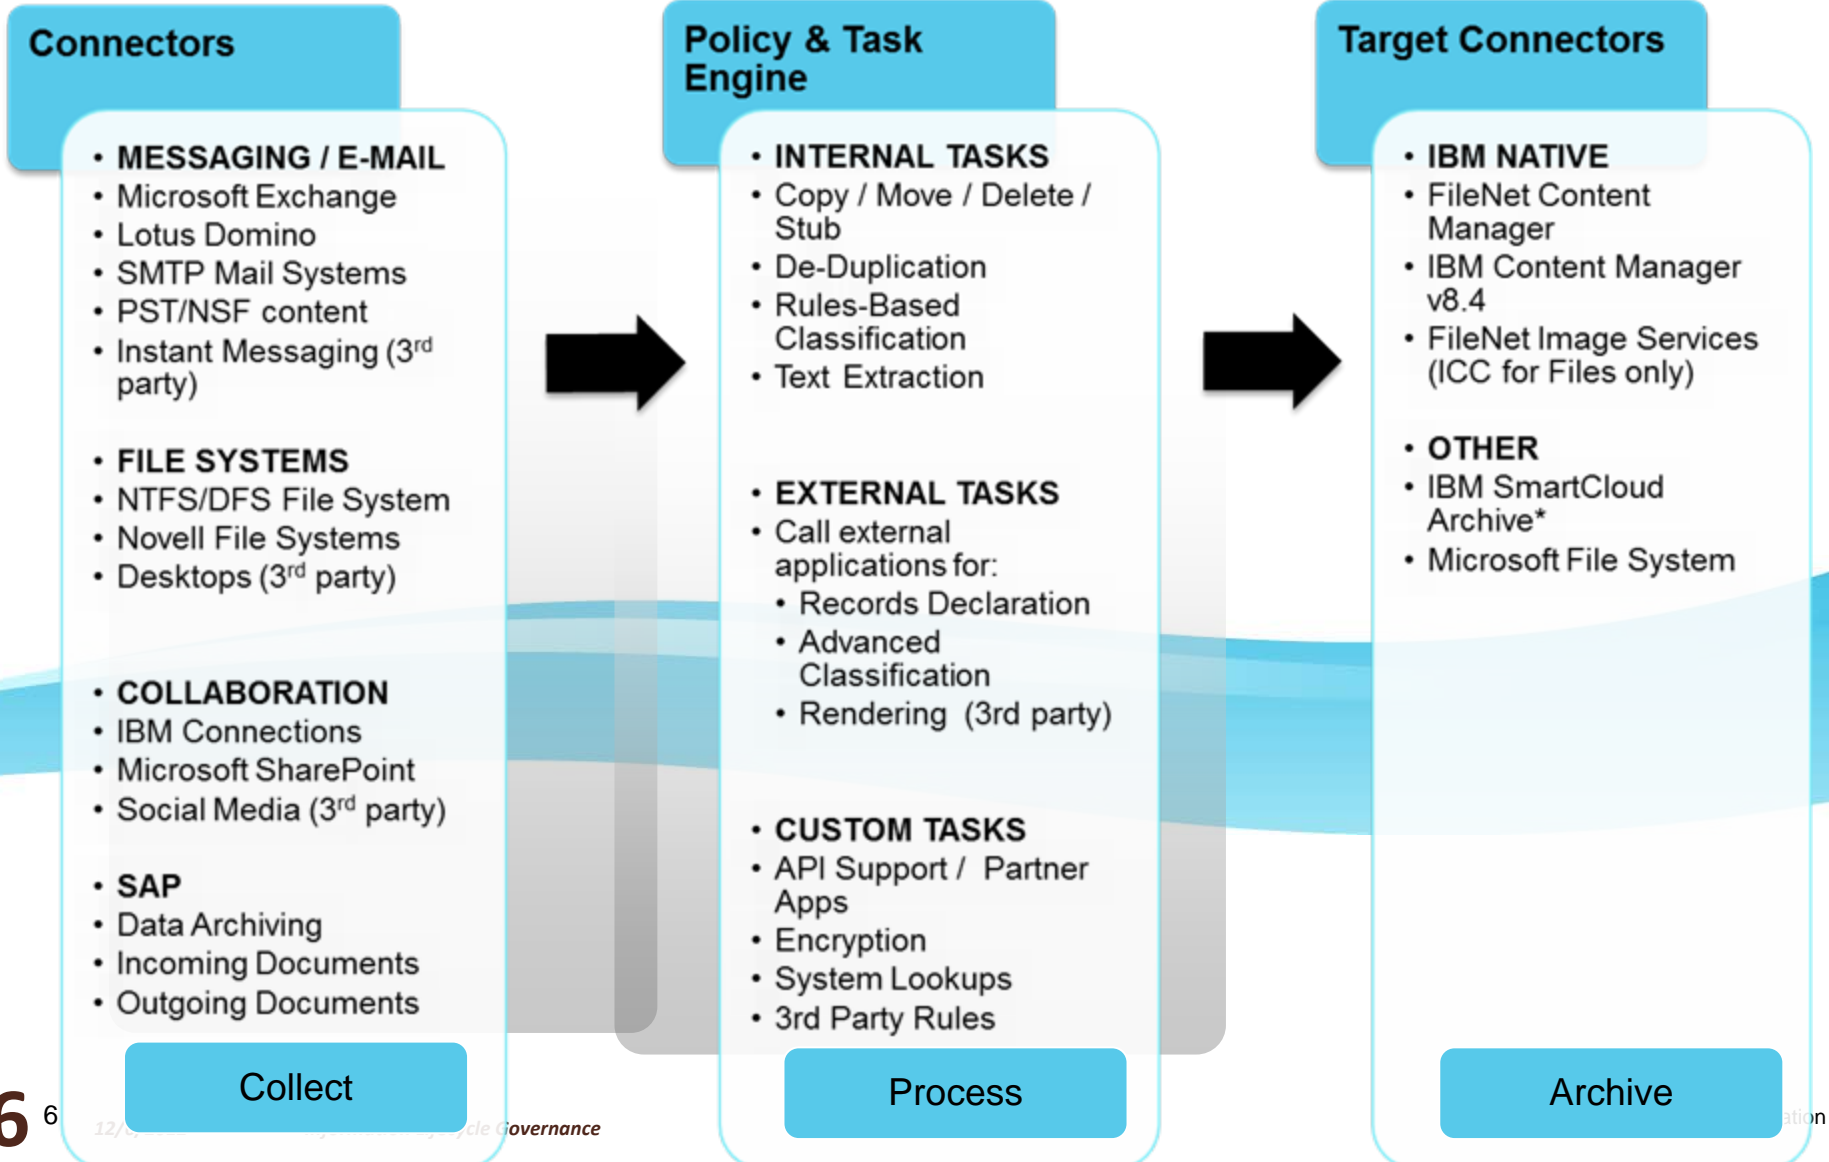 Connectors
• MESSAGING / E-MAIL
• Microsoft Exchange
• Lotus Domino
• SMTP Mail Systems
• PST/NSF content
• Instant Messaging (3rd
party)
• FILE SYSTEMS
• NTFS/DFS File System
• Novell File Systems
• Desktops (3rd party)
• COLLABORATION
• IBM Connections
• Microsoft SharePoint
• Social Media (3rd party)
• SAP
• Data Archiving
• Incoming Documents
• Outgoing Documents
Collect
Policy & Task
Engine
• INTERNAL TASKS
• Copy / Move / Delete /
Stub
• De-Duplication
• Rules-Based
Classification
• Text Extraction
• EXTERNAL TASKS
• Call external
applications for:
• Records Declaration
• Advanced
Classification
• Rendering (3rd party)
• CUSTOM TASKS
• API Support / Partner
Apps
• Encryption
• System Lookups
• 3rd Party Rules
Process
Target Connectors
• IBM NATIVE
• FileNet Content
Manager
• IBM Content Manager
v8.4
• FileNet Image Services
(ICC for Files only)
• OTHER
• IBM SmartCloud
Archive*
• Microsoft File System
Archive
6 6
Governance